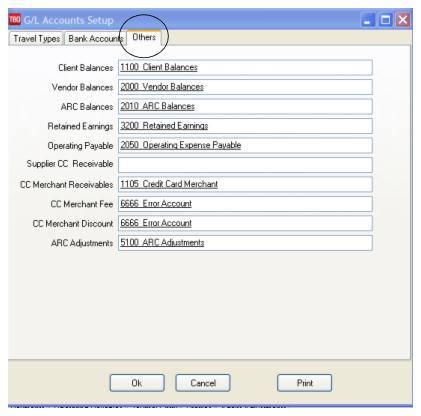 TBO G/L Accounts Setup
Travel Types Bank Accounts Others
Client Balances 1100 Client Balances
Vendor Balances 2000 Vendor Balances
ARC Balances 2010 ARC Balances
Retained Earnings 3200 Retained Earnings
Operating Payable 2050 Operating Expense Payable
Supplier CC Receivable
CC Merchant Receivables 1105 Credit Card Merchant
CC Merchant Fee 6666 Error Account
CC Merchant Discount 6666 Error Account
ARC Adjustments 5100 ARC Adjustments
Ok Cancel Print